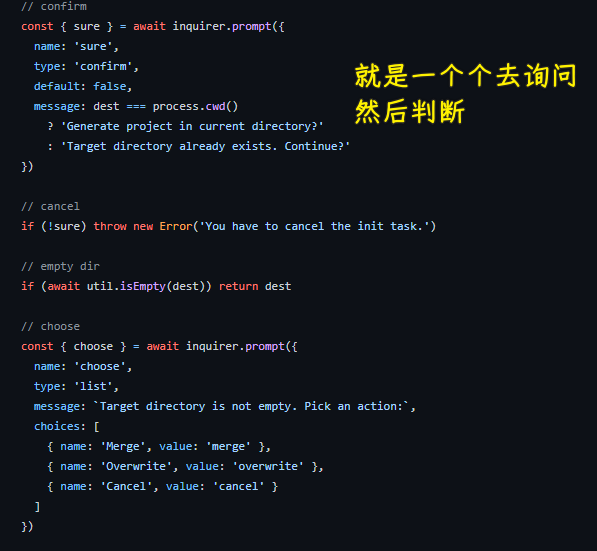 // confirm
const { sure } = await inquirer.prompt({
  name: 'sure',
  type: 'confirm',
  default: false,
  message: dest === process.cwd()
    ? 'Generate project in current directory?'
    : 'Target directory already exists. Continue?'
})
就是一个个去询问
然后判断
// cancel
if (!sure) throw new Error('You have to cancel the init task.')
// empty dir
if (await util.isEmpty(dest)) return dest
// choose
const { choose } = await inquirer.prompt({
  name: 'choose',
  type: 'list',
  message: `Target directory is not empty. Pick an action:`,
  choices: [
    { name: 'Merge', value: 'merge' },
    { name: 'Overwrite', value: 'overwrite' },
    { name: 'Cancel', value: 'cancel' }
  ]
})